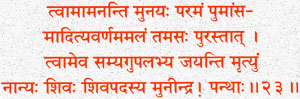 त्वामामनन्ति मुनयः परमं पुमांस-
मादित्यवर्णममलं तमसः पुरस्तात् ।
त्वामेव सम्यगुपलभ्य जयन्ति मृत्युं
नान्यः शिवः शिवपदस्य मुनीन्द्र! पन्थाः॥२३॥